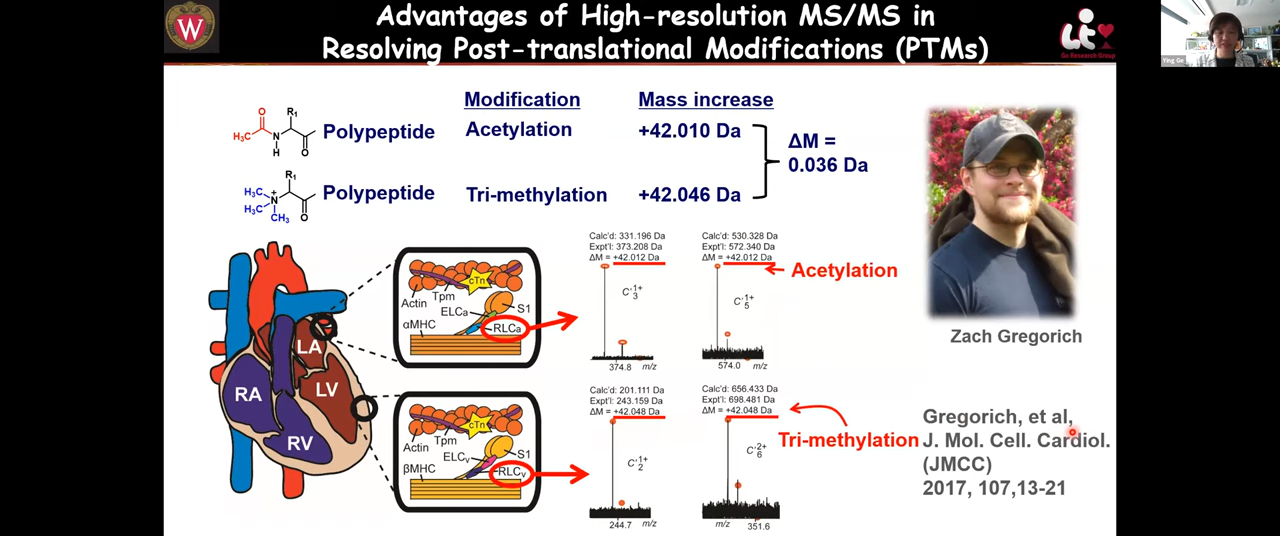 Advantages of High-resolution MS/MS in
Resolving Post-translational Modifications (PTMs)
W
Ge Research Group
Ying Ge
Modification Mass increase
O
R1
H3C
N
H
O
Polypeptide Acetylation +42.010 Da
ΔM =
0.036 Da
R1
H3C
H3C
N+
CH3
O
Polypeptide Tri-methylation +42.046 Da
LA
RA
LV
RV
cTn
Actin
Tpm
ELCa
S1
αMHC
RLCa
Calc'd: 331.196 Da
Expt'l: 373.208 Da
ΔM = +42.012 Da
C'3 1+
374.8 m/z
Calc'd: 530.328 Da
Expt'l: 572.340 Da
ΔM = +42.012 Da
C'5 1+
574.0 m/z
Acetylation
cTn
Actin
Tpm
ELCv
S1
βMHC
RLCv
Calc'd: 201.111 Da
Expt'l: 243.159 Da
ΔM = +42.048 Da
C'2 1+
244.7 m/z
Calc'd: 656.433 Da
Expt'l: 698.481 Da
ΔM = +42.048 Da
C'6 2+
m/z 351.6
Tri-methylation
Zach Gregorich
Gregorich, et al,
J. Mol. Cell. Cardiol.
(JMCC)
2017, 107,13-21